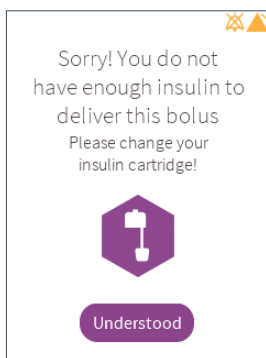 Sorry! You do not
have enough insulin to
deliver this bolus
Please change your
insulin cartridge!
Understood